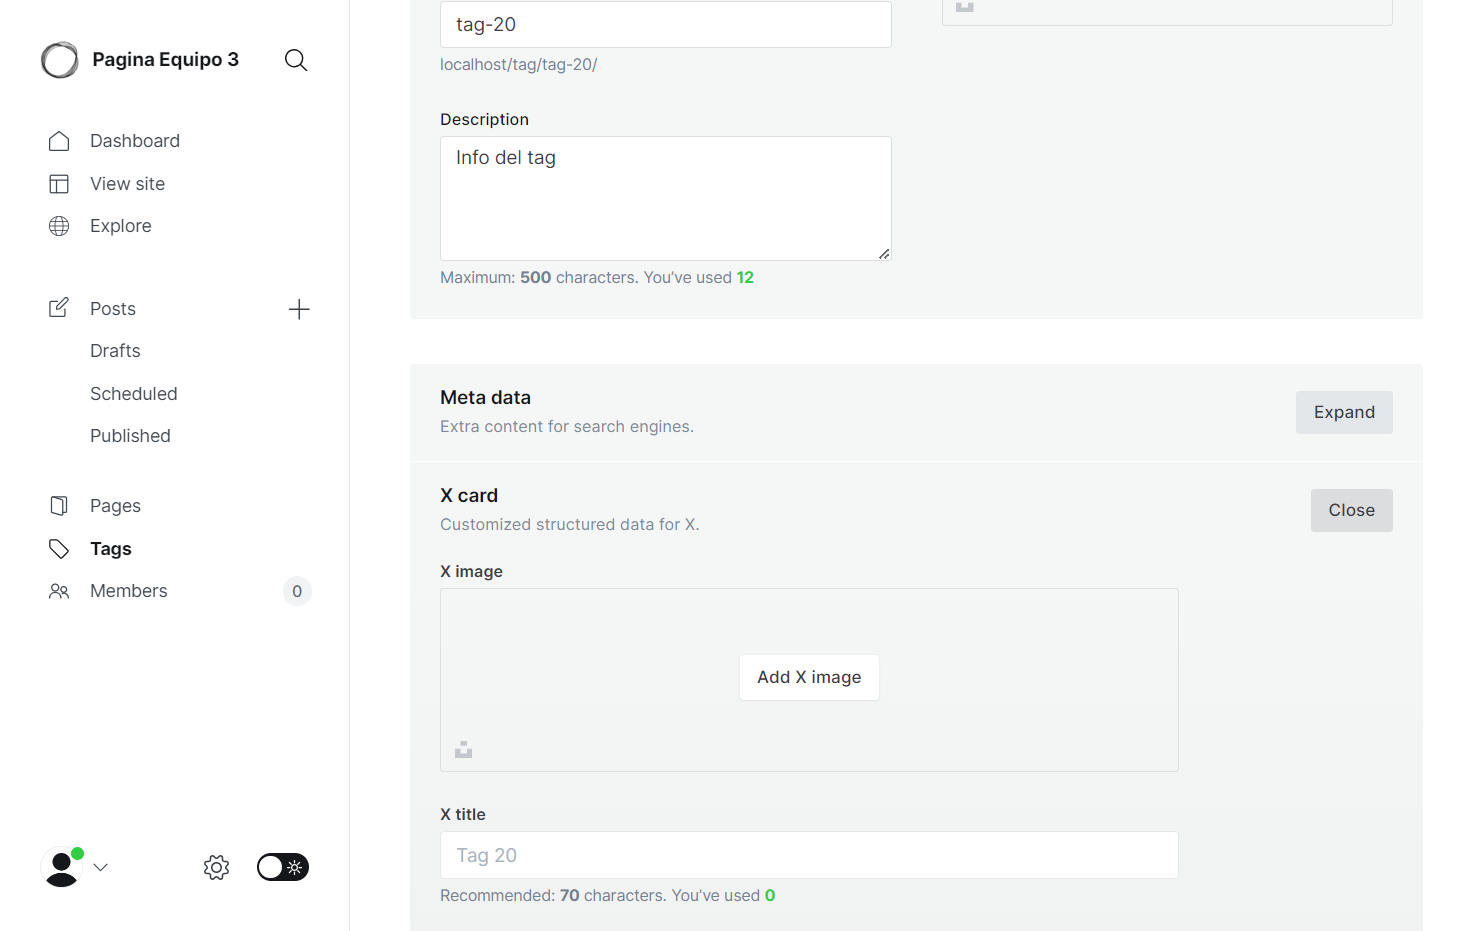 Pagina Equipo 3
Dashboard
View site
Explore
Posts
Drafts
Scheduled
Published
Pages
Tags
Members 0
tag-20
localhost/tag/tag-20/
Description
Info del tag
Maximum: 500 characters. You’ve used 12
Meta data
Extra content for search engines.
Expand
X card
Customized structured data for X.
Close
X image
Add X image
X title
Tag 20
Recommended: 70 characters. You’ve used 0